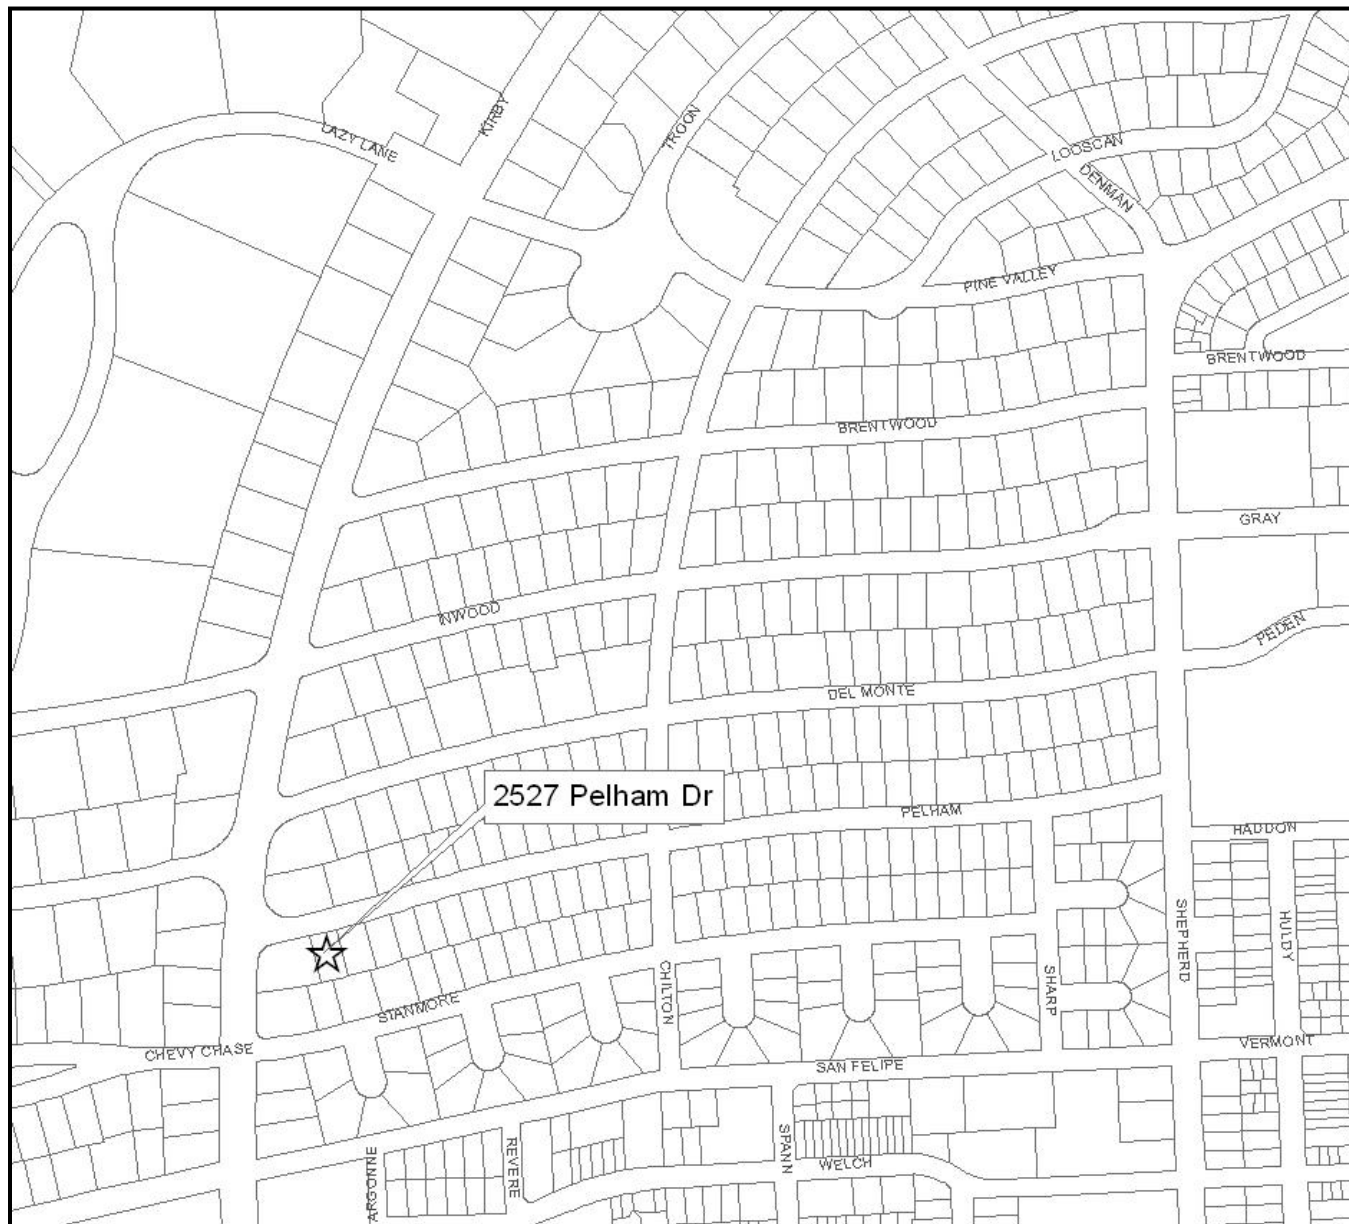 KIRBY
TROON
LAZY LANE
LOOSCAN
DENMAN
PINE VALLEY
BRENTWOOD
BRENTWOOD
GRAY
INWOOD
PEDEN
DEL MONTE
2527 Pelham Dr
PELHAM
HADDON
SHEPHERD
HULDY
CHILTON
SHARP
STANMORE
CHEVY CHASE
VERMONT
SAN FELIPE
SPANN
REVERE
ARGONNE
WELCH